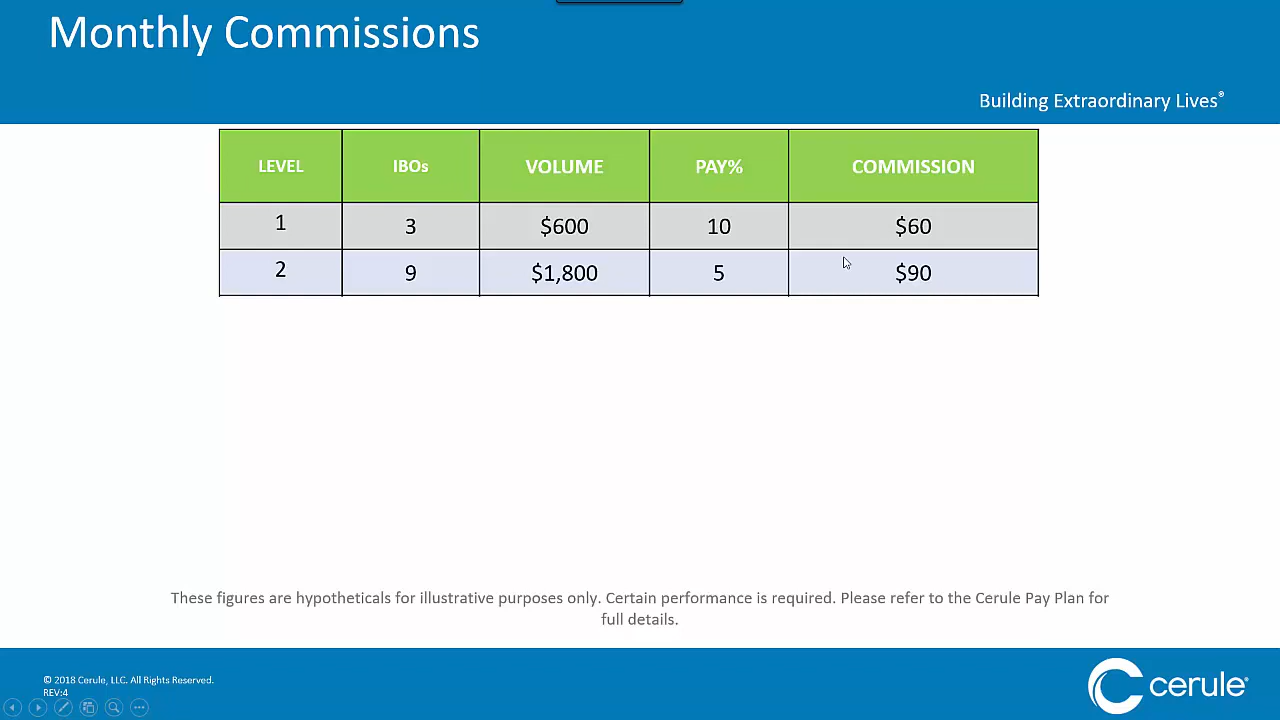 Monthly Commissions
Building Extraordinary Lives®
LEVEL IBOs VOLUME PAY% COMMISSION
1 3 $600 10 $60
2 9 $1,800 5 $90
These figures are hypotheticals for illustrative purposes only. Certain performance is required. Please refer to the Cerule Pay Plan for
full details.
© 2018 Cerule, LLC. All Rights Reserved.
REV:4
cerule®